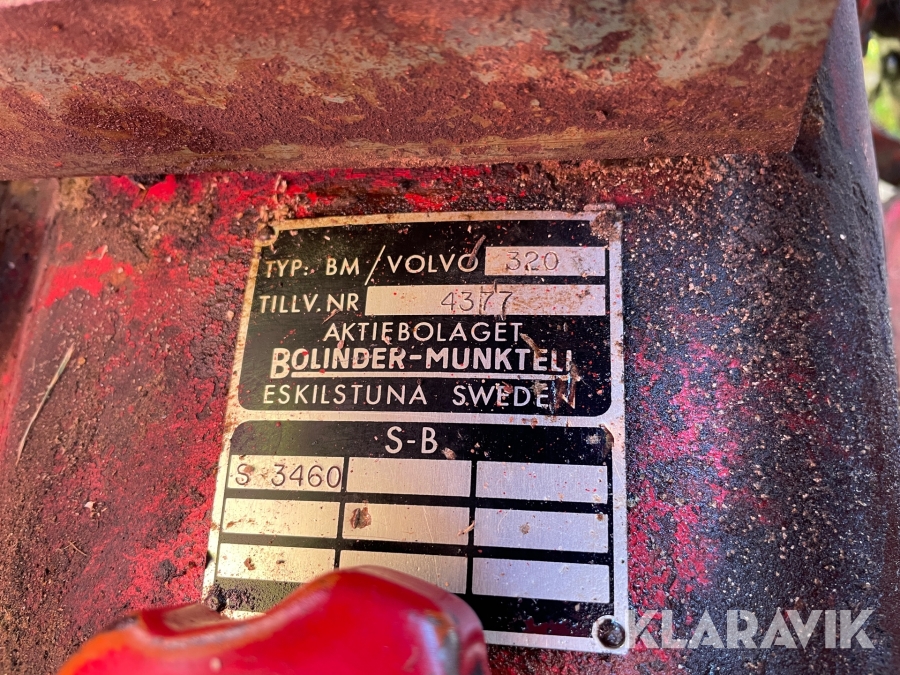 TYP: BM/VOLVO 320
TILLV. NR 4377
AKTIEBOLAGET
BOLINDER-MUNKTELL
ESKILSTUNA SWEDEN
S-B
S 3460
KLARAVIK